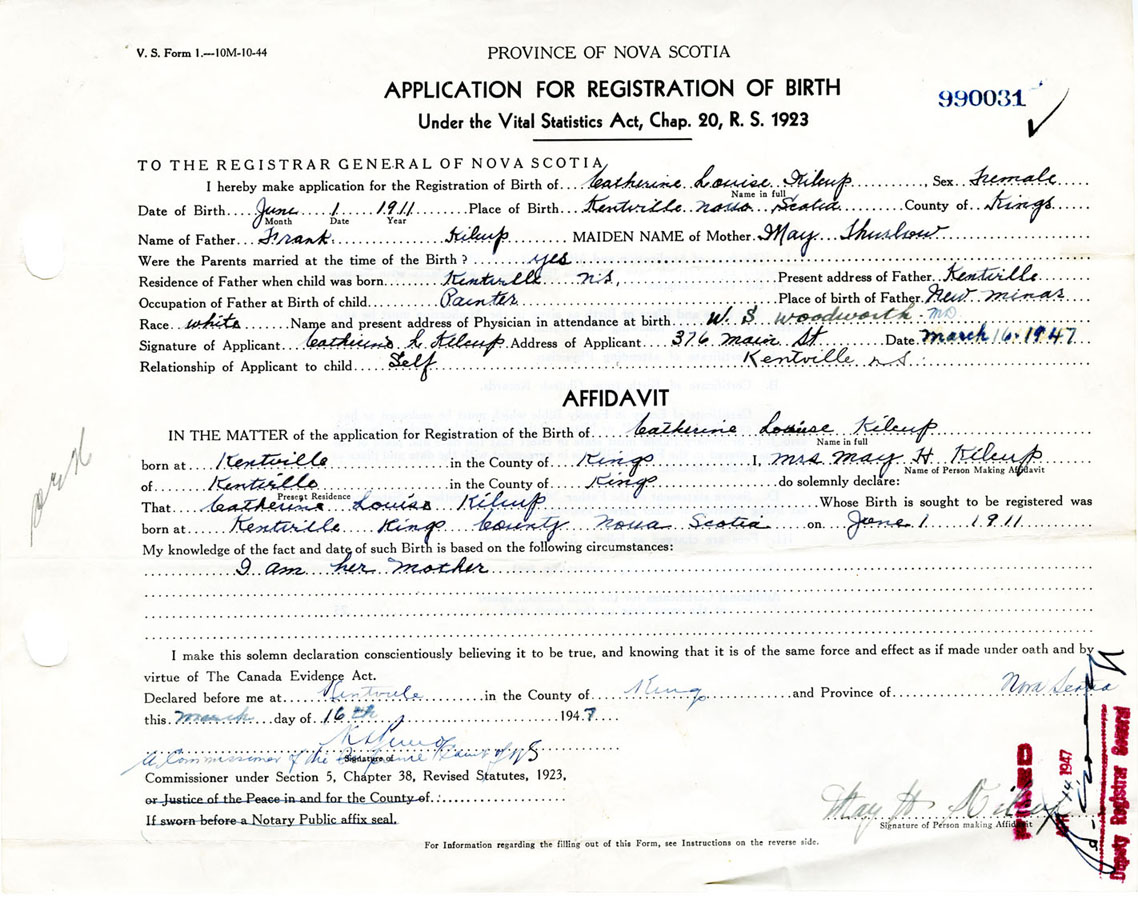 V. S. Form 1.—10M-10-44
PROVINCE OF NOVA SCOTIA
APPLICATION FOR REGISTRATION OF BIRTH
990031
Under the Vital Statistics Act, Chap. 20, R. S. 1923
TO THE REGISTRAR GENERAL OF NOVA SCOTIA
I hereby make application for the Registration of Birth of Catherine Louise Kilcup, Sex Female
Name in full
Date of Birth June 1 1911 Place of Birth Kentville Nova Scotia County of Kings
Month Date Year
Name of Father Frank Kilcup MAIDEN NAME of Mother May
Were the Parents married at the time of the Birth? yes
Residence of Father when child was born Kentville N.S. Present address of Father Kentville
Occupation of Father at Birth of child Painter Place of birth of Father New minas
Race white Name and present address of Physician in attendance at birth W. S woodworth
Signature of Applicant Catherine L Kilcup Address of Applicant 376 main St Date march 16 1947
Relationship of Applicant to child Self Kentville N S
AFFIDAVIT
IN THE MATTER of the application for Registration of the Birth of Catherine Louise Kilcup
Name in full
born at Kentville in the County of Kings I, mrs May H Kilcup
Name of Person Making Affidavit
of Kentville in the County of Kings do solemnly declare:
Present Residence
That Catherine Louise Kilcup Whose Birth is sought to be registered was
born at Kentville Kings County Nova Scotia on June 1 1911
My knowledge of the fact and date of such Birth is based on the following circumstances:
I am her Mother
I make this solemn declaration conscientiously believing it to be true, and knowing that it is of the same force and effect as if made under oath and by
virtue of The Canada Evidence Act.
Declared before me at Kentville in the County of Kings and Province of Nova Scotia
this march day of 16th 1947
A Commissioner of the Supreme Court of NS
Signature of
Commissioner under Section 5, Chapter 38, Revised Statutes, 1923,
or Justice of the Peace in and for the County of
If sworn before a Notary Public affix seal.
May H Kilcup
Signature of Person making Affidavit
For Information regarding the filling out of this Form, see Instructions on the reverse side.
1947
Deputy Registrar General